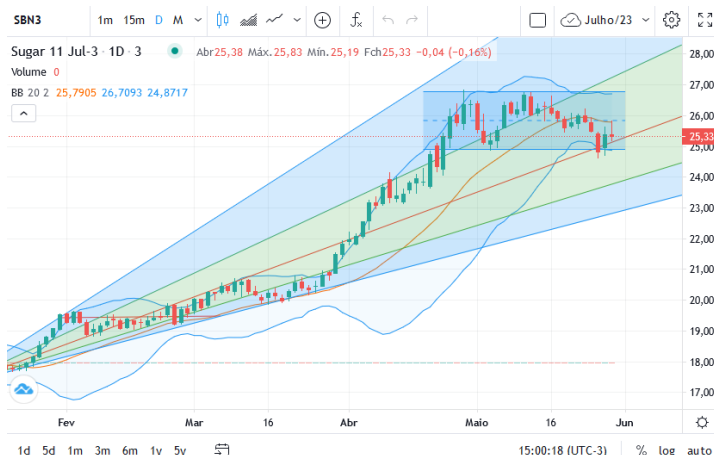 SBN3 1m 15m D M fx Julho/23
Sugar 11 Jul-3 · 1D · 3 Abr25,38 Máx.25,83 Mín.25,19 Fch25,33 −0,04 (−0,16%)
Volume 0
BB 20 2 25,7905 26,7093 24,8717
28,00
27,00
26,00
25,33
25,00
24,00
23,00
22,00
21,00
20,00
19,00
18,00
17,00
Fev Mar 16 Abr Maio 16 Jun
1d 5d 1m 3m 6m 1y 5y 15:00:18 (UTC-3) % log auto